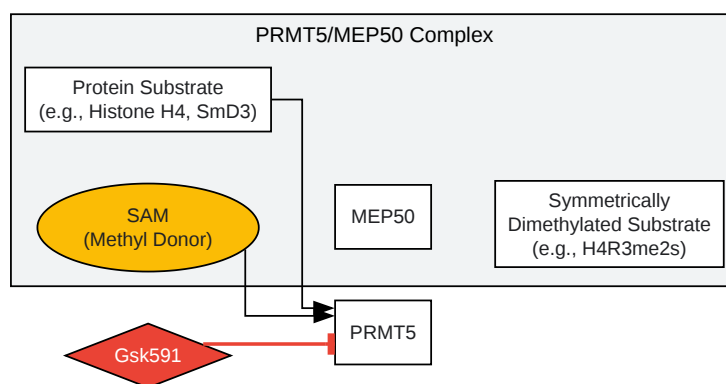 PRMT5/MEP50 Complex
Protein Substrate
(e.g., Histone H4, SmD3)
SAM
(Methyl Donor)
MEP50
Symmetrically
Dimethylated Substrate
(e.g., H4R3me2s)
PRMT5
Gsk591